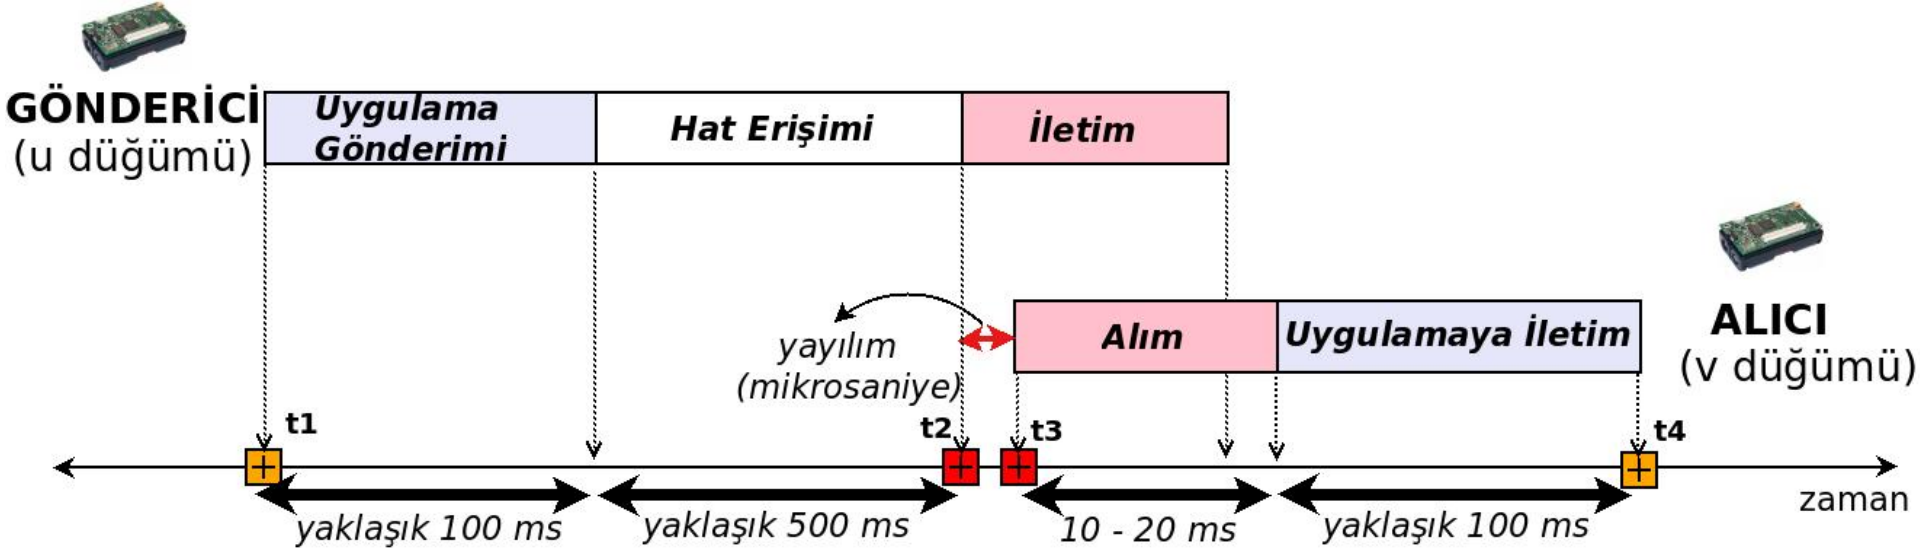 GÖNDERİCİ
(u düğümü)
Uygulama
Gönderimi
Hat Erişimi
İletim
yayılım
(mikrosaniye)
Alım
Uygulamaya İletim
ALICI
(v düğümü)
t1
t2
t3
t4
zaman
yaklaşık 100 ms
yaklaşık 500 ms
10 - 20 ms
yaklaşık 100 ms